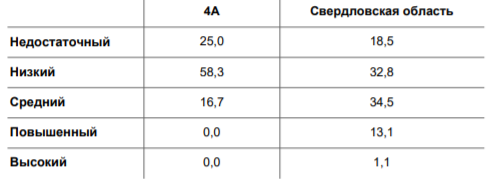 4А Свердловская область
Недостаточный 25,0 18,5
Низкий 58,3 32,8
Средний 16,7 34,5
Повышенный 0,0 13,1
Высокий 0,0 1,1